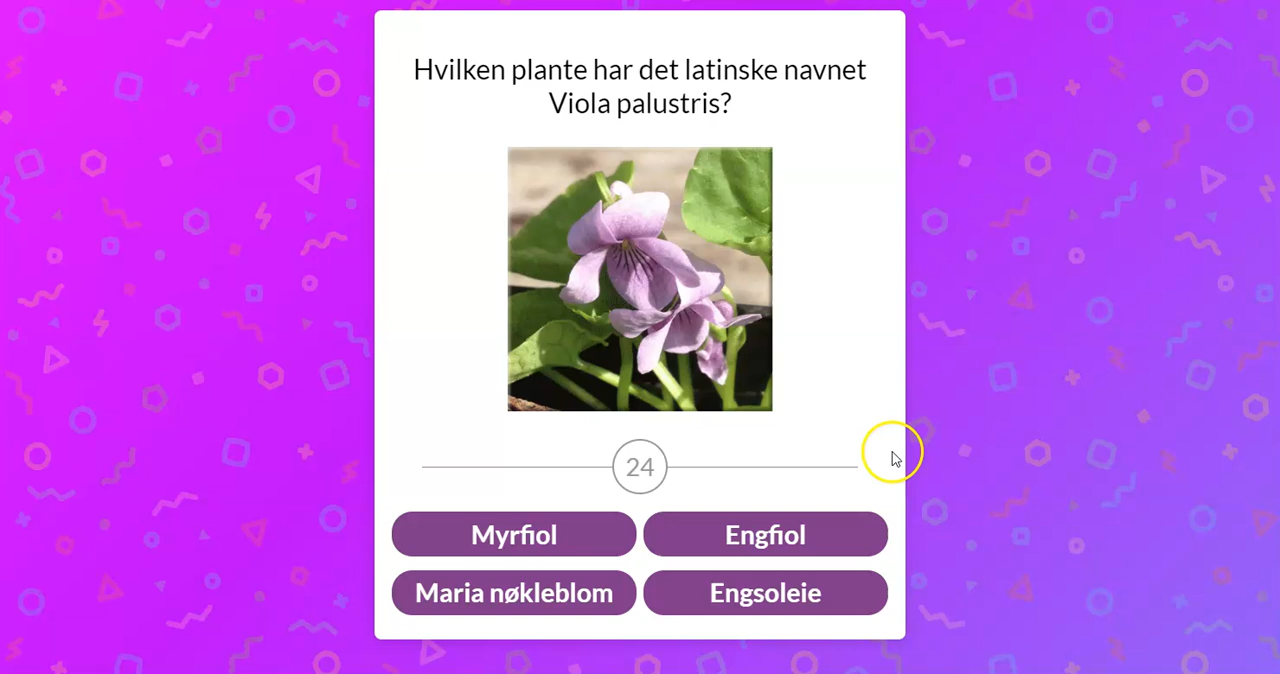 Hvilken plante har det latinske navnet
Viola palustris?
24
Myrfiol
Engfiol
Maria nøkleblom
Engsoleie